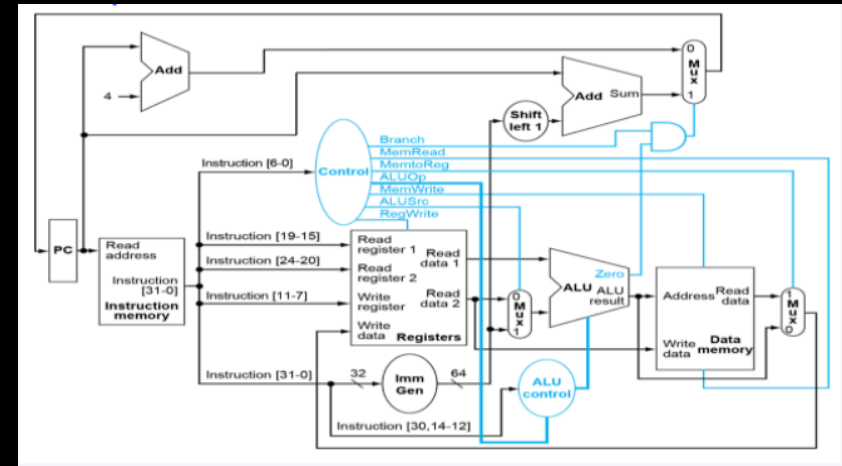 Add
4
Add Sum
0
Mux
1
Shift
left 1
Branch
MemRead
MemtoReg
ALUOp
MemWrite
ALUSrc
RegWrite
Control
Instruction [6-0]
Instruction [19-15]
Instruction [24-20]
Instruction [11-7]
Instruction [31-0]
Instruction [30,14-12]
PC
Read
address
Instruction
[31-0]
Instruction
memory
Read
register 1
Read
register 2
Write
register
Write
data
Registers
Read
data 1
Read
data 2
0
Mux
1
Zero
ALU
ALU
result
Address
Read
data
Write
data
Data
memory
1
Mux
0
32
Imm
Gen
64
ALU
control